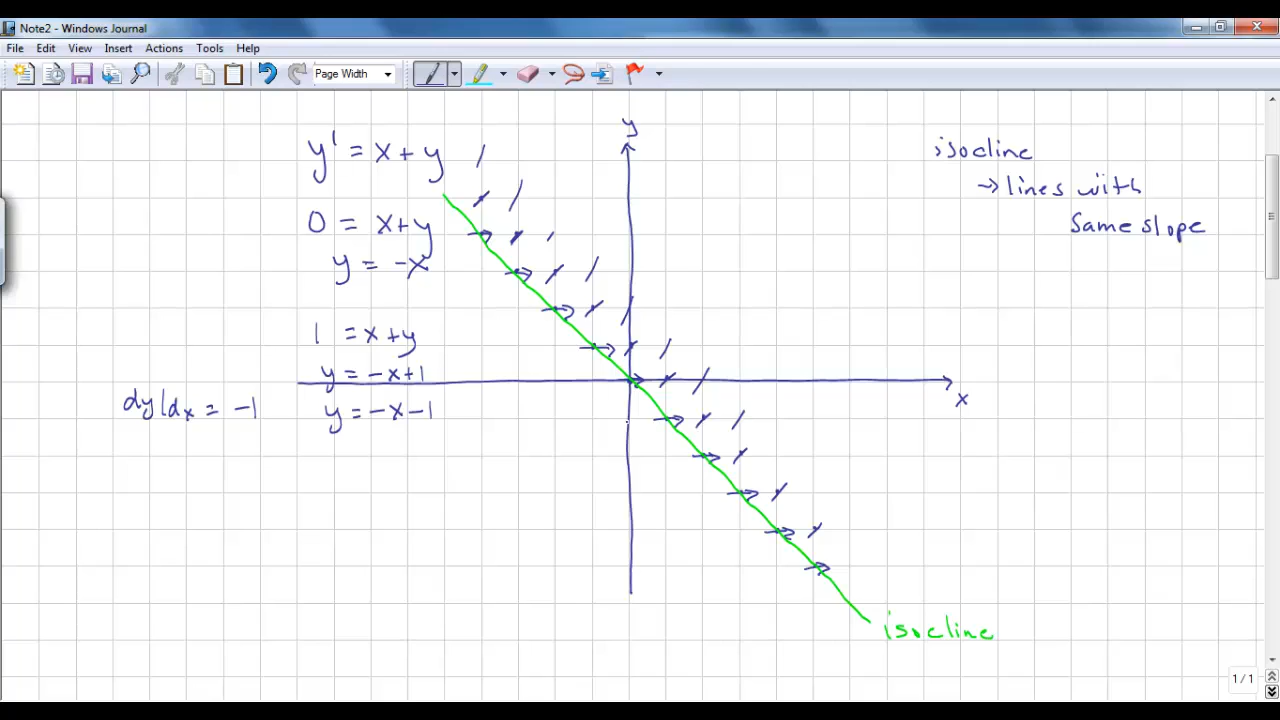 Note2 - Windows Journal
File Edit View Insert Actions Tools Help
Page Width
y' = x + y
0 = x+y
y = -x
1 = x+y
y = -x+1
dy/dx = -1
y = -x-1
y
x
isocline
→ lines with
same slope
isocline
1 / 1